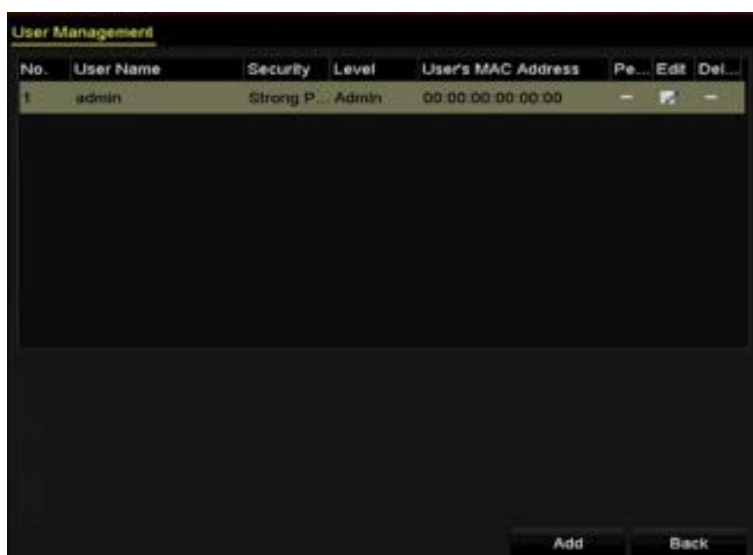 User Management
No. User Name Security Level User's MAC Address Pe... Edit Del...
1 admin Strong P... Admin 00:00:00:00:00:00 – –
Add Back